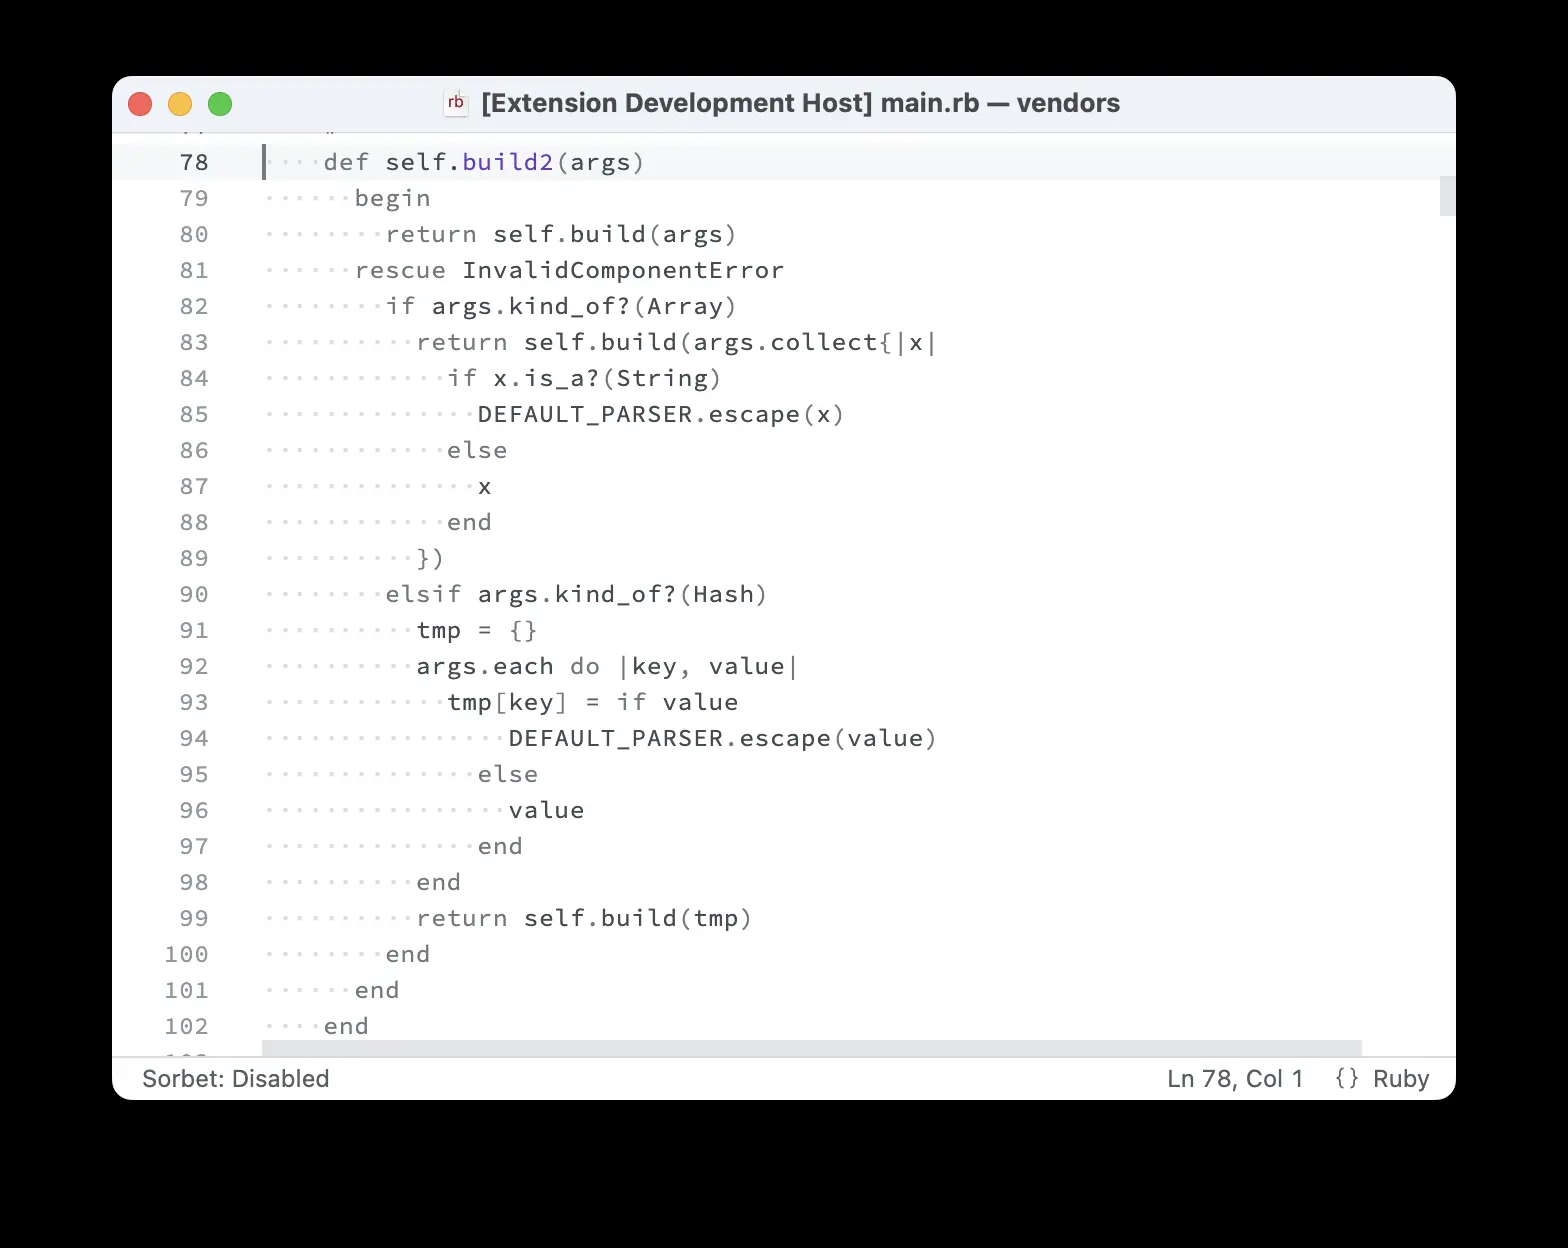 rb [Extension Development Host] main.rb — vendors
78     def self.build2(args)
79       begin
80         return self.build(args)
81       rescue InvalidComponentError
82         if args.kind_of?(Array)
83           return self.build(args.collect{|x|
84             if x.is_a?(String)
85               DEFAULT_PARSER.escape(x)
86             else
87               x
88             end
89           })
90         elsif args.kind_of?(Hash)
91           tmp = {}
92           args.each do |key, value|
93             tmp[key] = if value
94                 DEFAULT_PARSER.escape(value)
95               else
96                 value
97               end
98           end
99           return self.build(tmp)
100         end
101       end
102     end
Sorbet: Disabled Ln 78, Col 1 {} Ruby